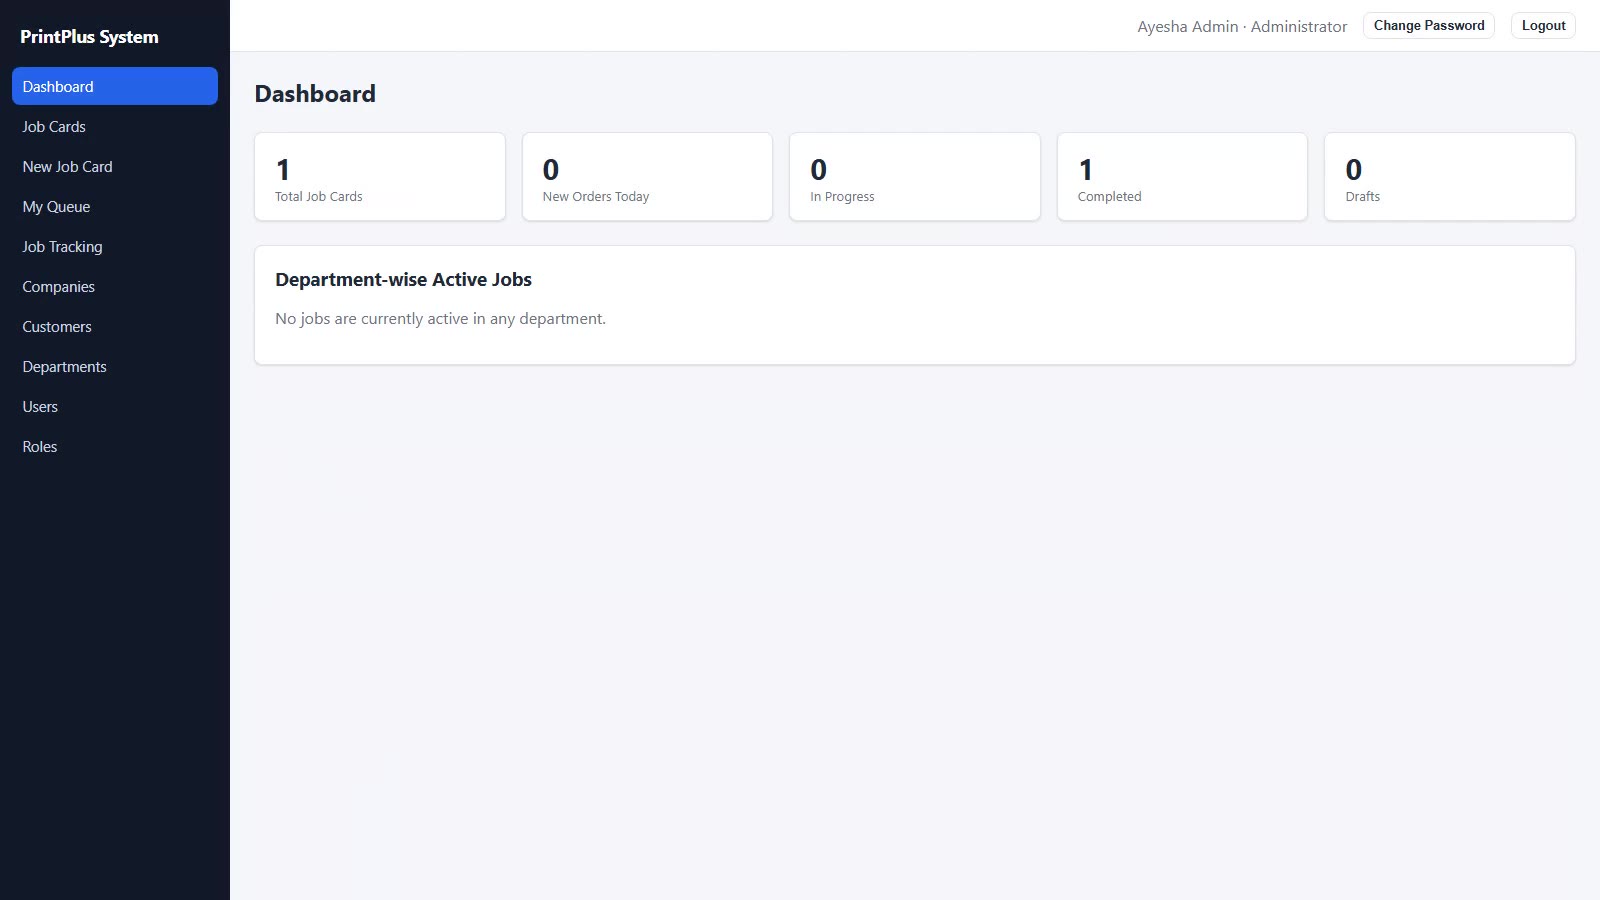 PrintPlus System
Dashboard
Job Cards
New Job Card
My Queue
Job Tracking
Companies
Customers
Departments
Users
Roles
Ayesha Admin · Administrator
Change Password
Logout
Dashboard
1
Total Job Cards
0
New Orders Today
0
In Progress
1
Completed
0
Drafts
Department-wise Active Jobs
No jobs are currently active in any department.